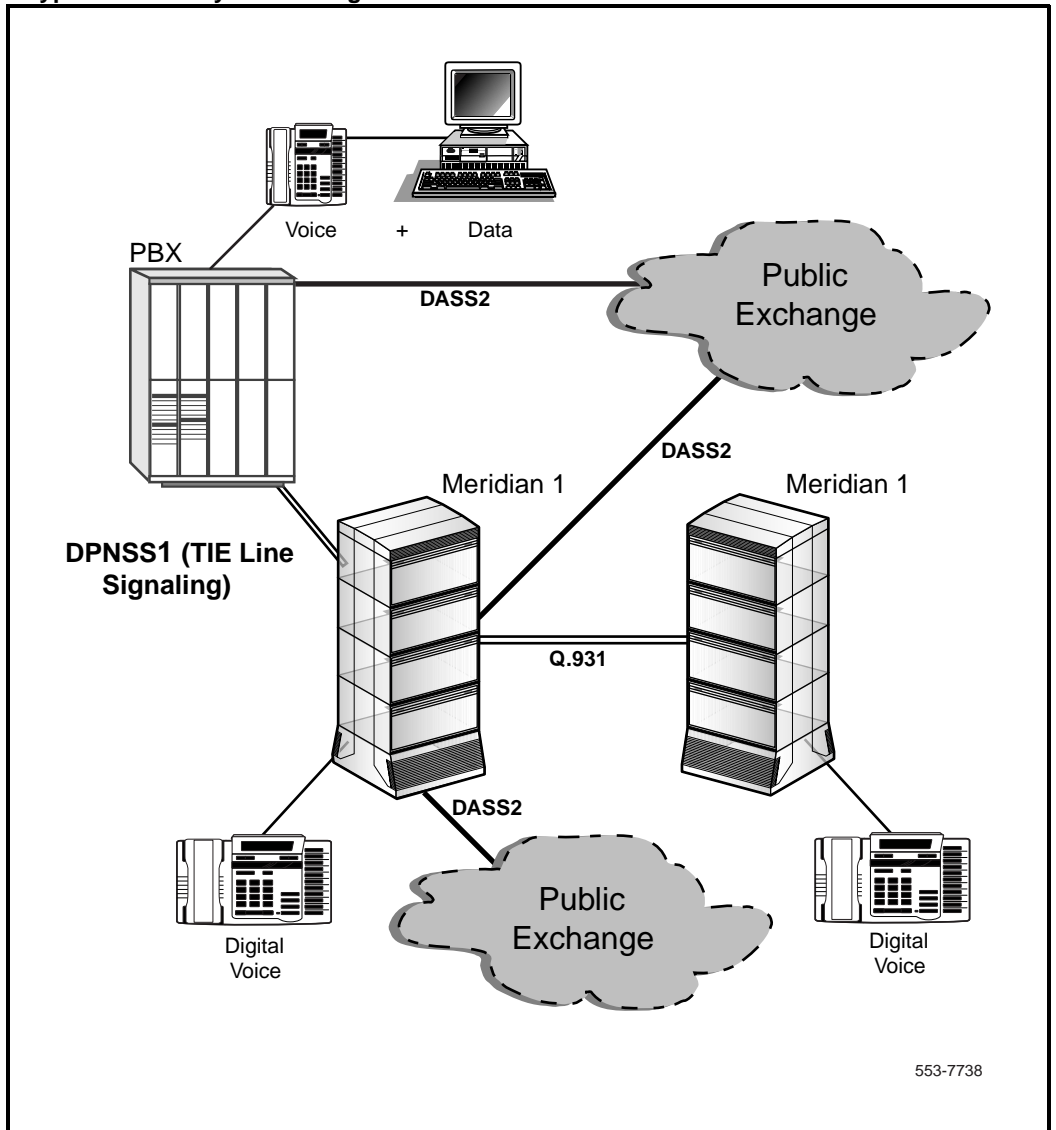 Voice + Data
PBX
Public
Exchange
DASS2
DASS2
Meridian 1
Meridian 1
DPNSS1 (TIE Line
Signaling)
Q.931
DASS2
Public
Exchange
Digital
Voice
Digital
Voice
553-7738